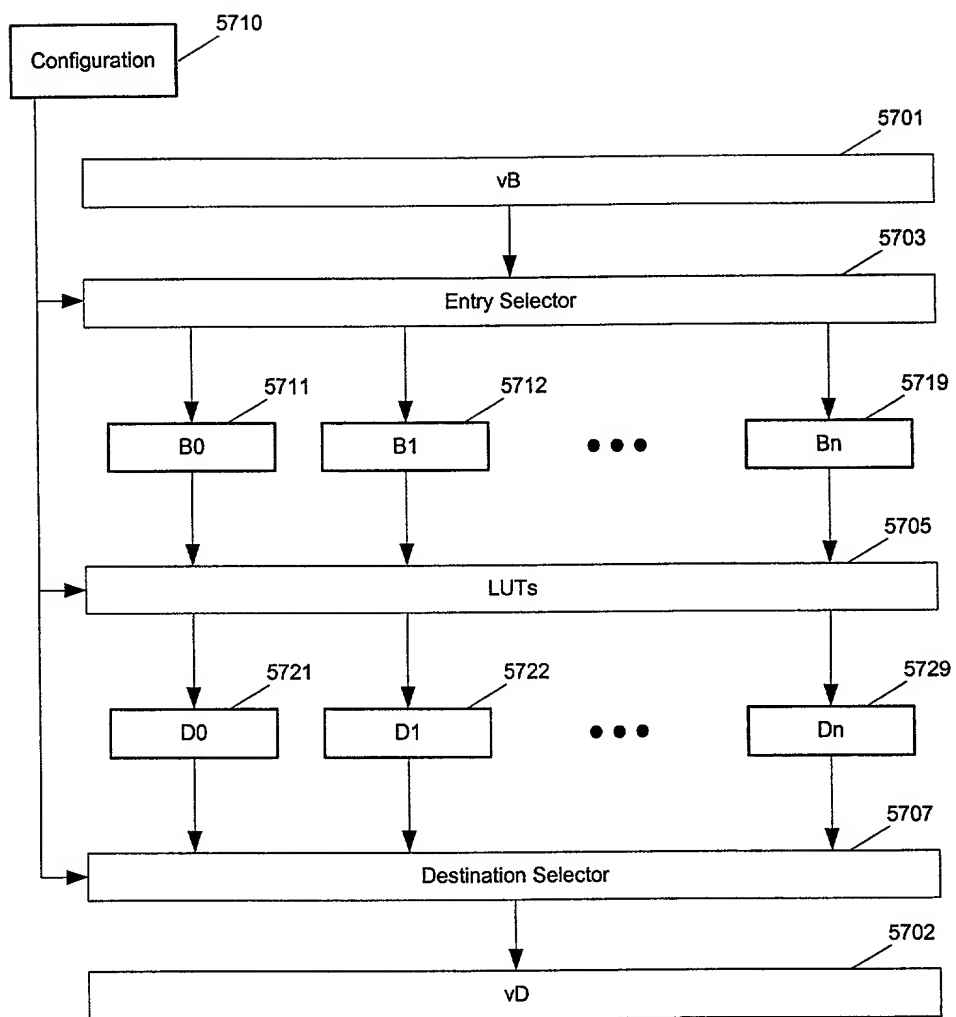 5710
Configuration
5701
vB
5703
Entry Selector
5711 5712 5719
B0 B1 Bn
5705
LUTs
5721 5722 5729
D0 D1 Dn
5707
Destination Selector
5702
vD